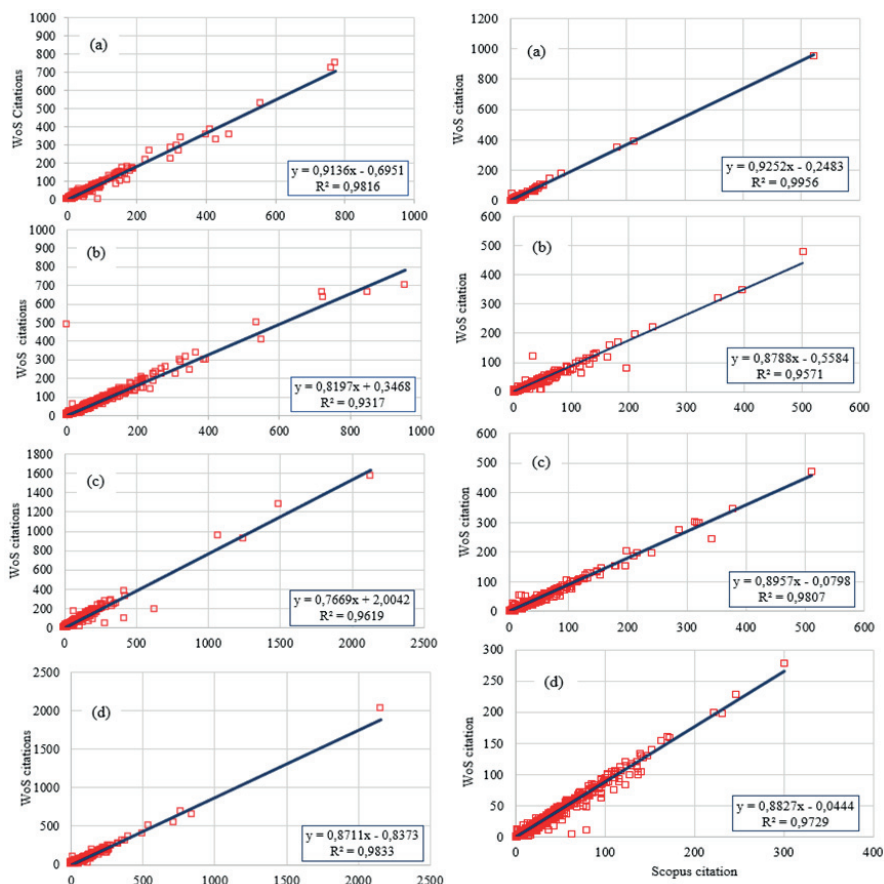 1000
900
800
700
600
500
400
300
200
100
0
WoS Citations
(a)
y = 0,9136x - 0,6951
R² = 0,9816
0 200 400 600 800 1000
1000
900
800
700
600
500
400
300
200
100
0
WoS citations
(b)
y = 0,8197x + 0,3468
R² = 0,9317
0 200 400 600 800 1000
1800
1600
1400
1200
1000
800
600
400
200
0
WoS citations
(c)
y = 0,7669x + 2,0042
R² = 0,9619
0 500 1000 1500 2000 2500
2500
2000
1500
1000
500
0
WoS citations
(d)
y = 0,8711x - 0,8373
R² = 0,9833
0 500 1000 1500 2000 2500
1200
1000
800
600
400
200
0
WoS citation
(a)
y = 0,9252x - 0,2483
R² = 0,9956
600
500
400
300
200
100
0
WoS citation
(b)
y = 0,8788x - 0,5584
R² = 0,9571
0 100 200 300 400 500 600
600
500
400
300
200
100
0
WoS citation
(c)
y = 0,8957x - 0,0798
R² = 0,9807
0 100 200 300 400 500 600
300
250
200
150
100
50
0
WoS citation
(d)
y = 0,8827x - 0,0444
R² = 0,9729
0 100 200 300 400
Scopus citation